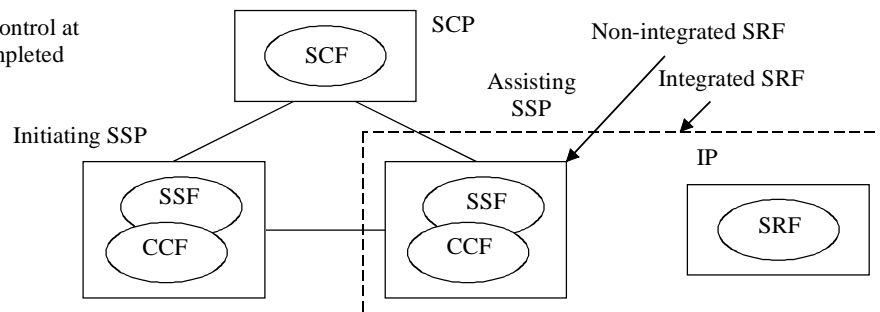 ontrol at
npleted
SCP
SCF
Non-integrated SRF
Assisting
SSP
Integrated SRF
Initiating SSP
IP
SSF
CCF
SSF
CCF
SRF